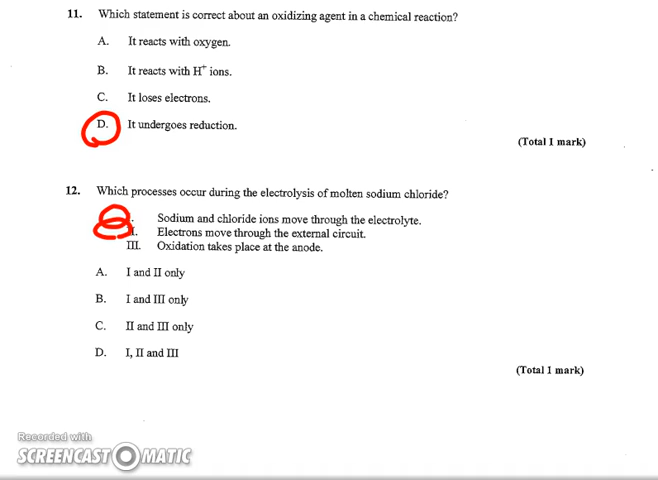 11. Which statement is correct about an oxidizing agent in a chemical reaction?
A. It reacts with oxygen.
B. It reacts with H⁺ ions.
C. It loses electrons.
D. It undergoes reduction.
(Total 1 mark)
12. Which processes occur during the electrolysis of molten sodium chloride?
Sodium and chloride ions move through the electrolyte.
II. Electrons move through the external circuit.
III. Oxidation takes place at the anode.
A. I and II only
B. I and III only
C. II and III only
D. I, II and III
(Total 1 mark)
Recorded with
SCREENCAST O MATIC